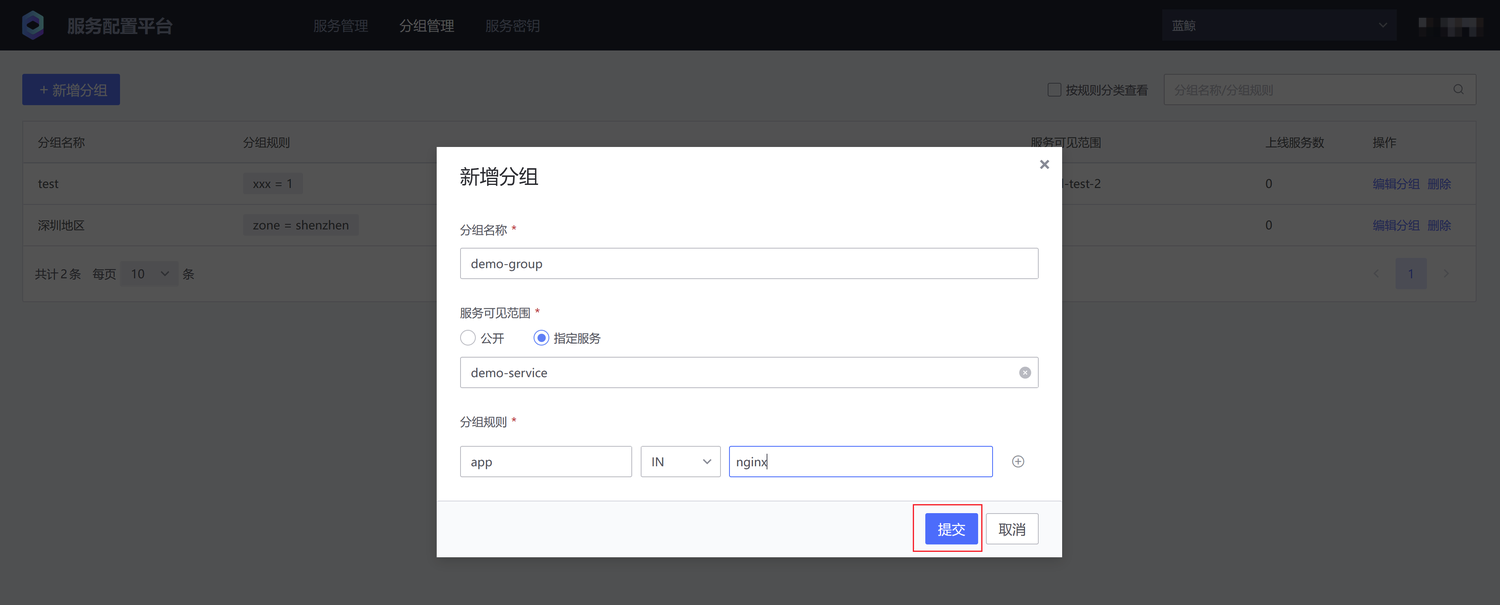 服务配置平台 服务管理 分组管理 服务密钥 蓝鲸
+ 新增分组 按规则分类查看 分组名称/分组规则
分组名称 分组规则 服务可见范围 上线服务数 操作
test xxx = 1 -test-2 0 编辑分组 删除
深圳地区 zone = shenzhen 0 编辑分组 删除
共计 2 条 每页 10 条 1
新增分组
分组名称 *
demo-group
服务可见范围 *
公开 指定服务
demo-service
分组规则 *
app IN nginx
提交 取消